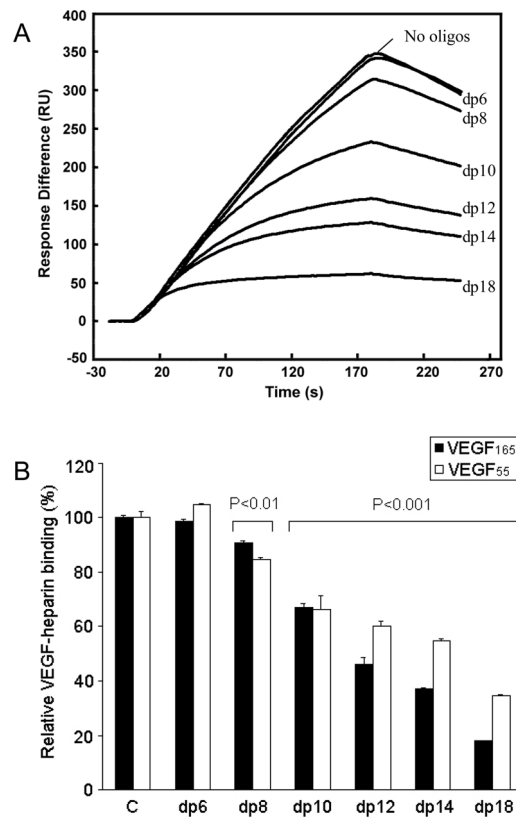 A
400
350
300
250
200
150
100
50
0
-50
Response Difference (RU)
No oligos
dp6
dp8
dp10
dp12
dp14
dp18
-30 20 70 120 170 220 270
Time (s)
B
VEGF165
VEGF55
120
100
80
60
40
20
0
Relative VEGF-heparin binding (%)
P<0.01
P<0.001
C dp6 dp8 dp10 dp12 dp14 dp18